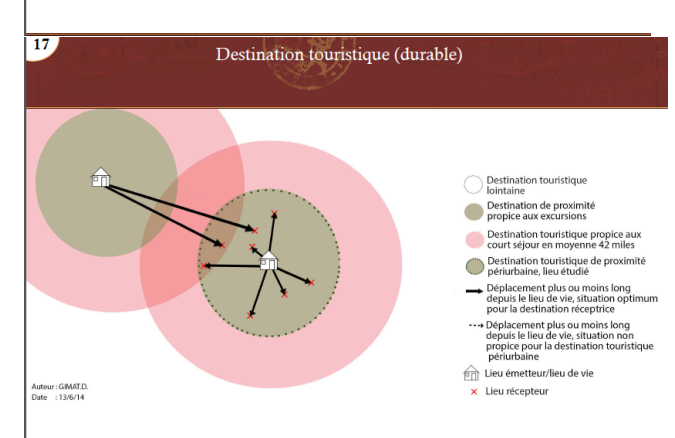 17
Destination touristique (durable)
Destination touristique
lointaine
Destination de proximité
propice aux excursions
Destination touristique propice aux
court séjour en moyenne 42 miles
Destination touristique de proximité
périurbaine, lieu étudié
Déplacement plus ou moins long
depuis le lieu de vie, situation optimum
pour la destination réceptrice
Déplacement plus ou moins long
depuis le lieu de vie, situation non
propice pour la destination touristique
périurbaine
Lieu émetteur/lieu de vie
Lieu récepteur
Auteur : GIMAT.D.
Date : 13/6/14